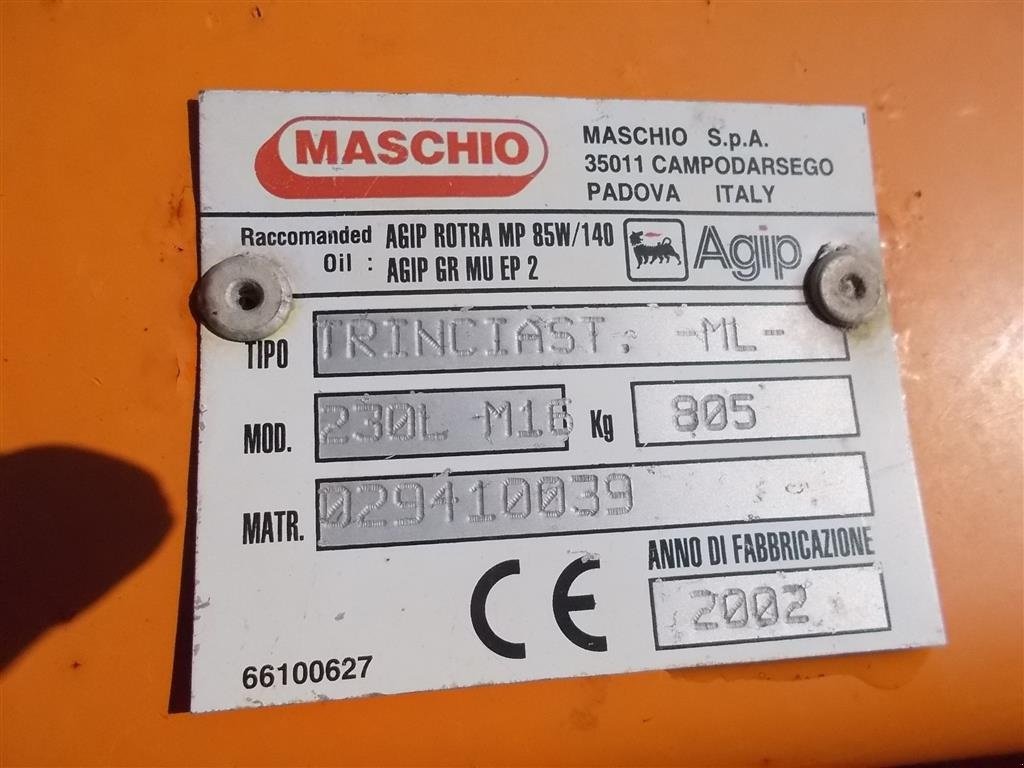 MASCHIO
MASCHIO S.p.A.
35011 CAMPODARSEGO
PADOVA ITALY
Raccomanded Oil : AGIP ROTRA MP 85W/140
AGIP GR MU EP 2
Agip
TIPO TRINCIAST. -ML-
MOD. 230L M16 Kg 805
MATR. 029410039
ANNO DI FABBRICAZIONE
CE 2002
66100627